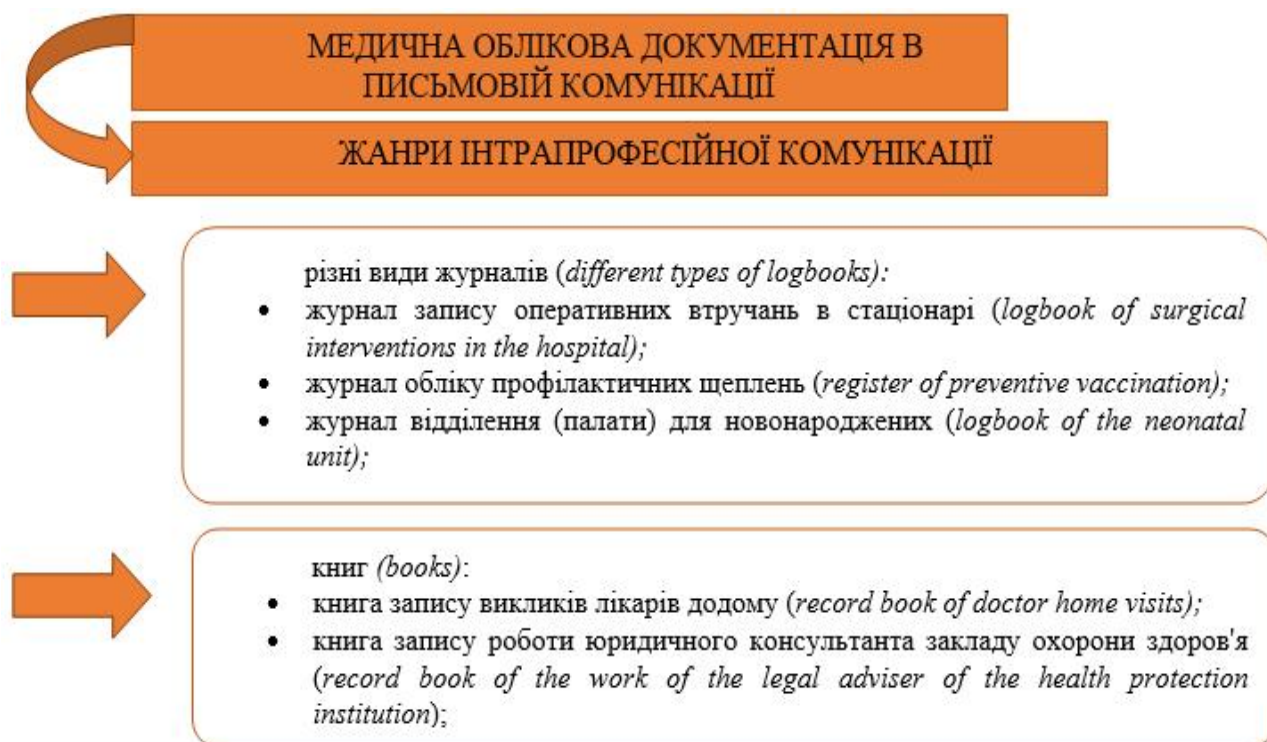 МЕДИЧНА ОБЛІКОВА ДОКУМЕНТАЦІЯ В
ПИСЬМОВІЙ КОМУНІКАЦІЇ
ЖАНРИ ІНТРАПРОФЕСІЙНОЇ КОМУНІКАЦІЇ
різні види журналів (different types of logbooks):
• журнал запису оперативних втручань в стаціонарі (logbook of surgical
interventions in the hospital);
• журнал обліку профілактичних щеплень (register of preventive vaccination);
• журнал відділення (палати) для новонароджених (logbook of the neonatal
unit);
книг (books):
• книга запису викликів лікарів додому (record book of doctor home visits);
• книга запису роботи юридичного консультанта закладу охорони здоров'я
(record book of the work of the legal adviser of the health protection
institution);